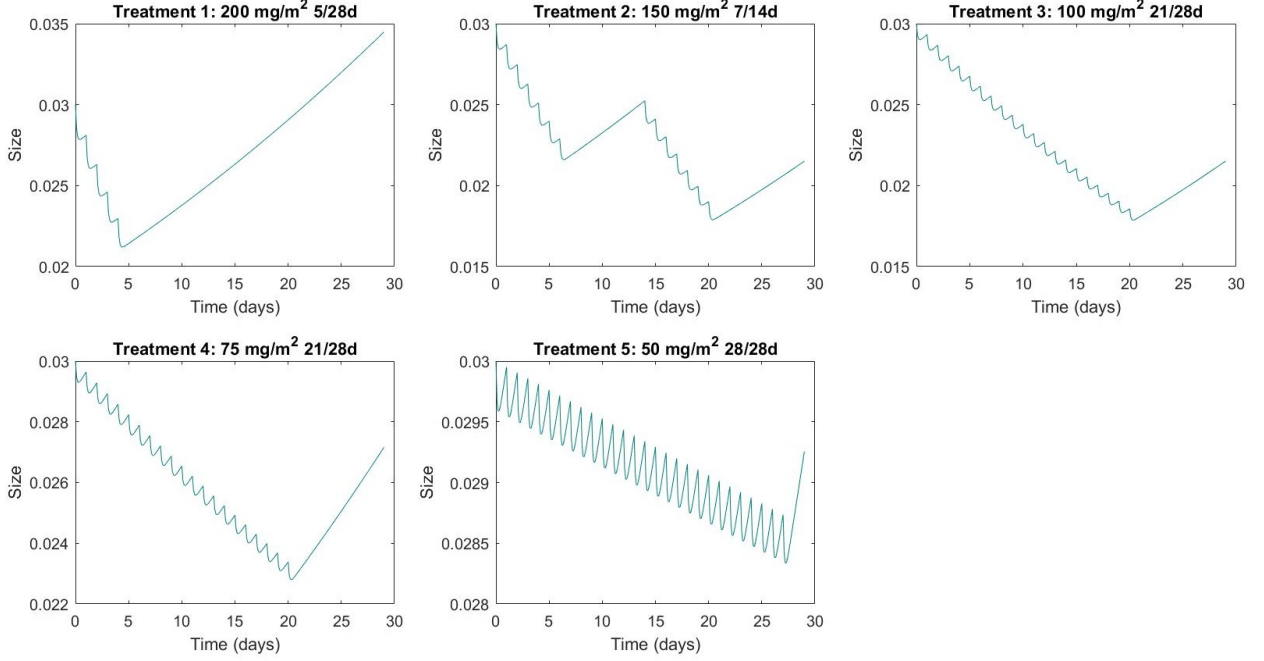 Treatment 1: 200 mg/m² 5/28d
0.035
0.03
0.025
0.02
Size
0 5 10 15 20 25 30
Time (days)
Treatment 2: 150 mg/m² 7/14d
0.03
0.025
0.02
0.015
Size
0 5 10 15 20 25 30
Time (days)
Treatment 3: 100 mg/m² 21/28d
0.03
0.025
0.02
0.015
Size
0 5 10 15 20 25 30
Time (days)
Treatment 4: 75 mg/m² 21/28d
0.03
0.028
0.026
0.024
0.022
Size
0 5 10 15 20 25 30
Time (days)
Treatment 5: 50 mg/m² 28/28d
0.03
0.0295
0.029
0.0285
0.028
Size
0 5 10 15 20 25 30
Time (days)